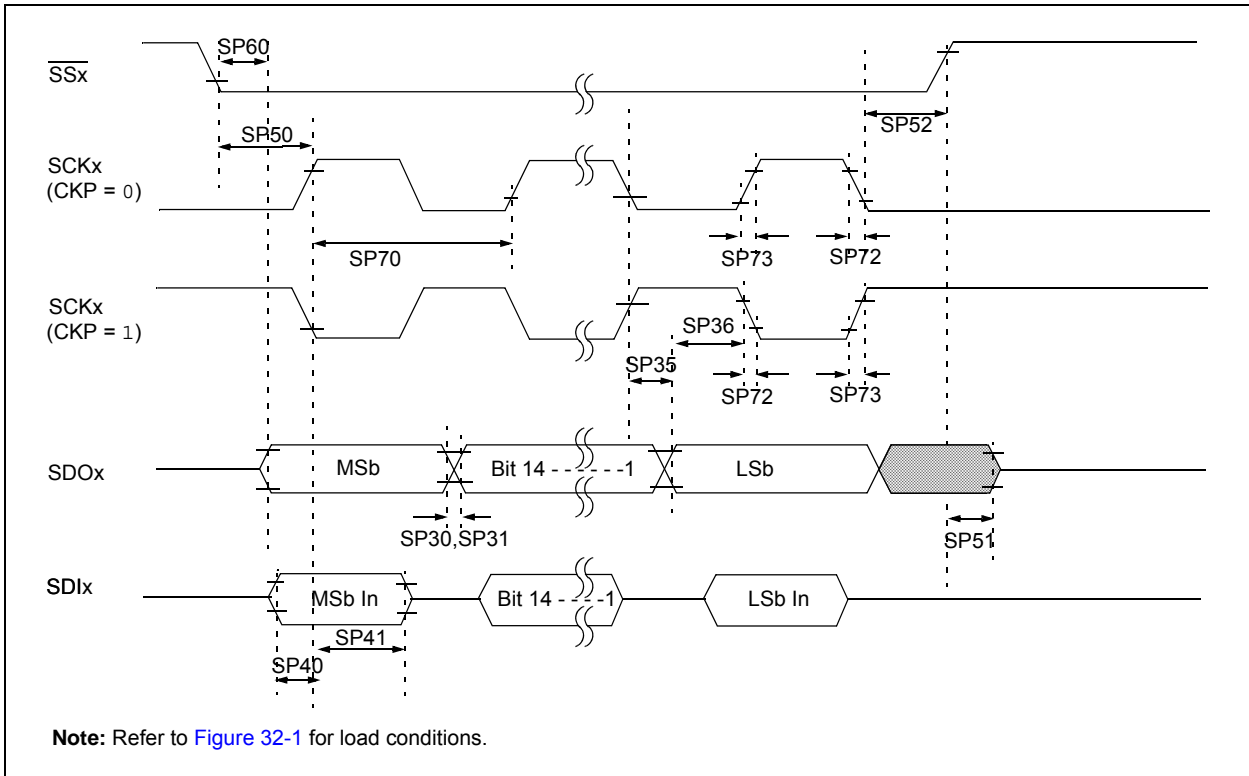 SP60
SSx
SP52
SP50
SCKx
(CKP = 0)
SP70
SP73
SP72
SCKx
(CKP = 1)
SP36
SP35
SP72
SP73
SDOx
MSb
Bit 14 - - - - - -1
LSb
SP30,SP31
SP51
SDIx
MSb In
Bit 14 - - - -1
LSb In
SP41
SP40
Note: Refer to Figure 32-1 for load conditions.